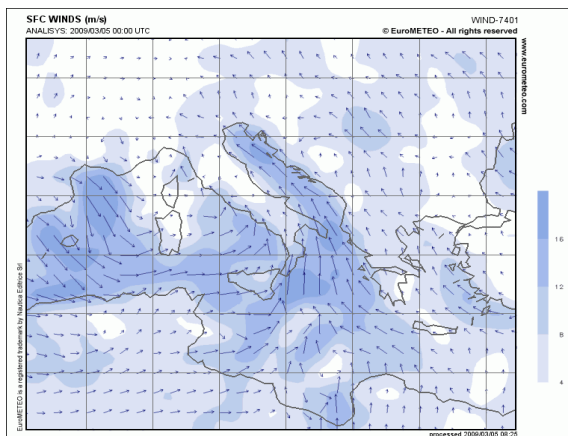 SFC WINDS (m/s)
WIND-7401
ANALISYS: 2009/03/05 00:00 UTC
© EuroMETEO - All rights reserved
www.eurometeo.com
16
12
8
4
EuroMETEO is a registered trademark by Nautica Editrice Srl
processed 2009/03/05 08:26